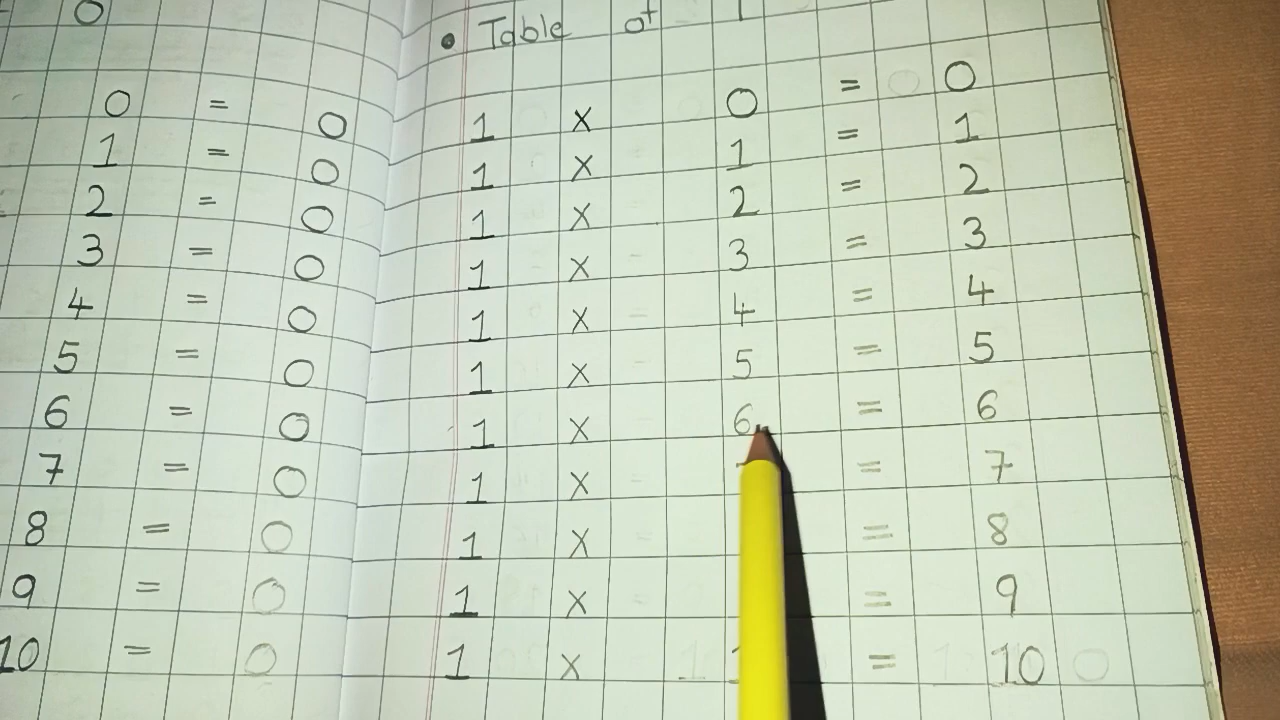 0
0 = 0
1 = 0
2 = 0
3 = 0
4 = 0
5 = 0
6 = 0
7 = 0
8 = 0
9 = 0
10 = 0
• Table of 1
1 x 0 = 0
1 x 1 = 1
1 x 2 = 2
1 x 3 = 3
1 x 4 = 4
1 x 5 = 5
1 x 6 = 6
1 x = 7
1 x = 8
1 x = 9
1 x = 10